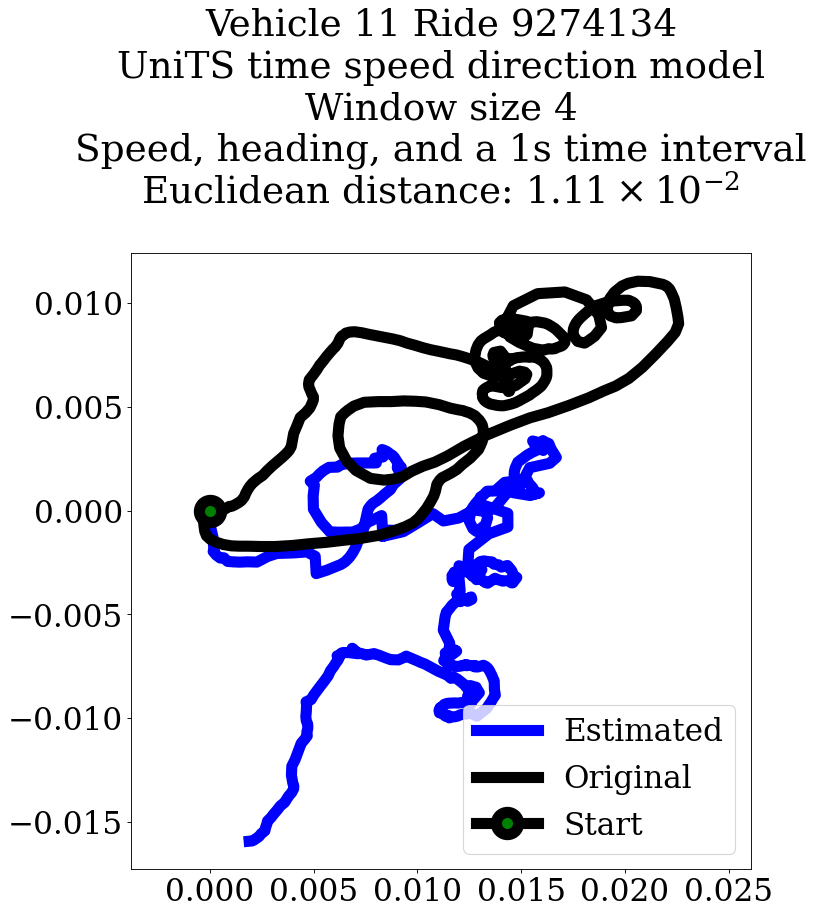 Vehicle 11 Ride 9274134
UniTS time speed direction model
Window size 4
Speed, heading, and a 1s time interval
Euclidean distance: 1.11 × 10⁻²
0.010
0.005
0.000
−0.005
−0.010
−0.015
Estimated
Original
Start
0.000 0.005 0.010 0.015 0.020 0.025